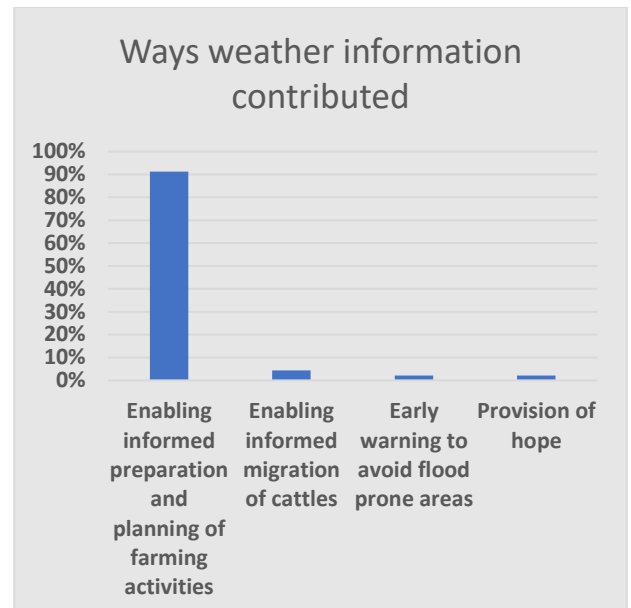 Ways weather information
contributed
100%
90%
80%
70%
60%
50%
40%
30%
20%
10%
0%
Enabling
informed
preparation
and
planning of
farming
activities
Enabling
informed
migration
of cattles
Early
warning to
avoid flood
prone areas
Provision of
hope